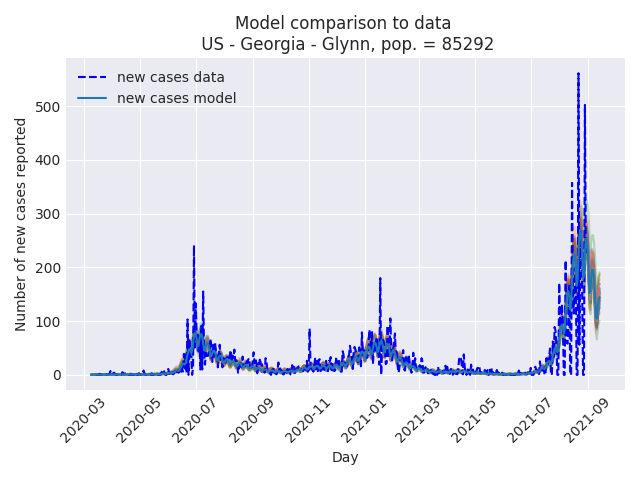 Model comparison to data
US - Georgia - Glynn, pop. = 85292
new cases data
new cases model
Number of new cases reported
500
400
300
200
100
0
2020-03
2020-05
2020-07
2020-09
2020-11
2021-01
2021-03
2021-05
2021-07
2021-09
Day